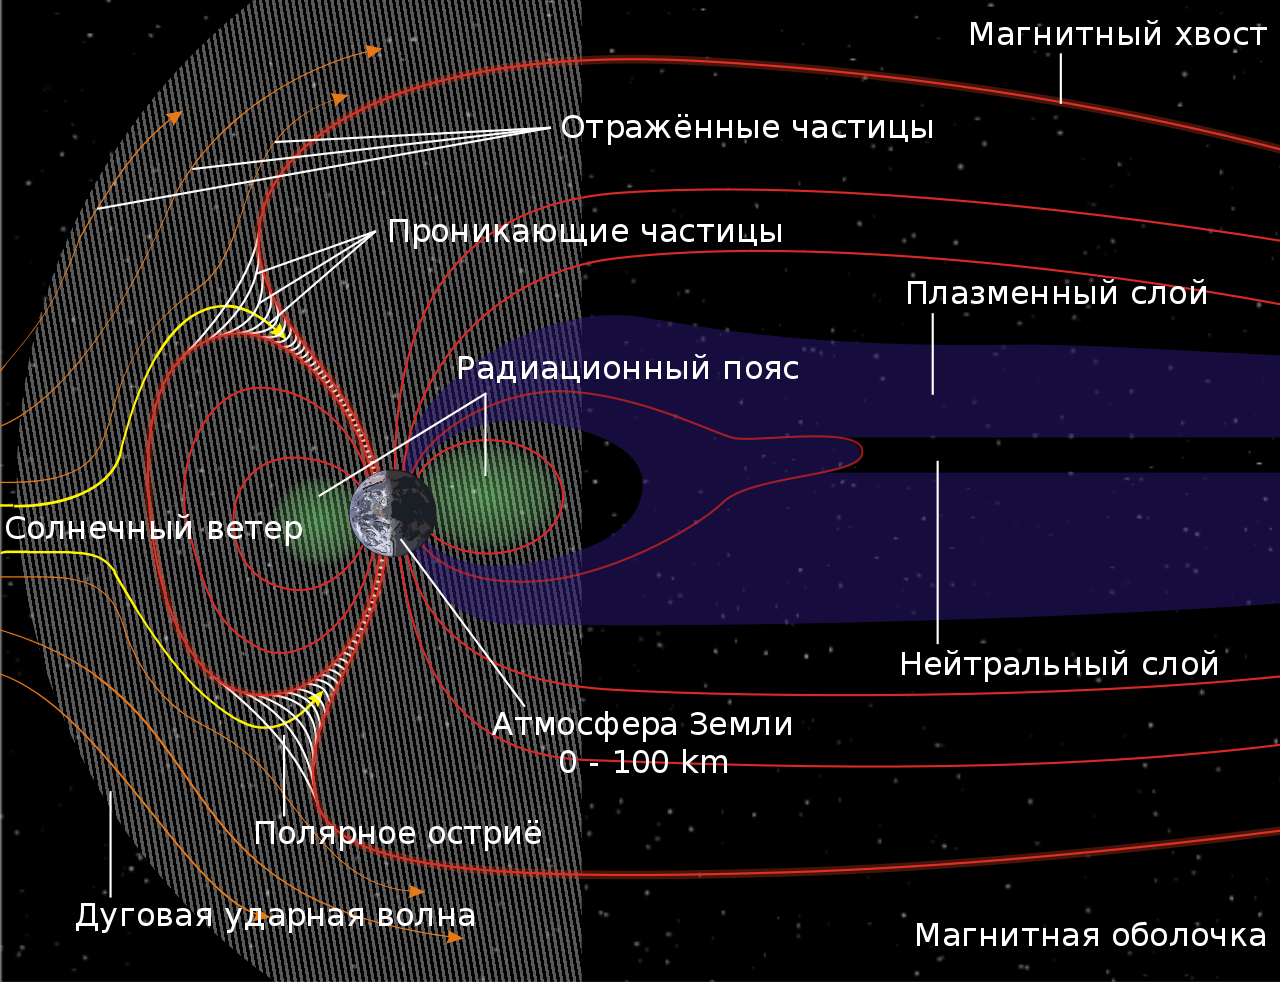 Магнитный хвост
Отражённые частицы
Проникающие частицы
Плазменный слой
Радиационный пояс
Солнечный ветер
Нейтральный слой
Атмосфера Земли
0 - 100 km
Полярное остриё
Дуговая ударная волна
Магнитная оболочка